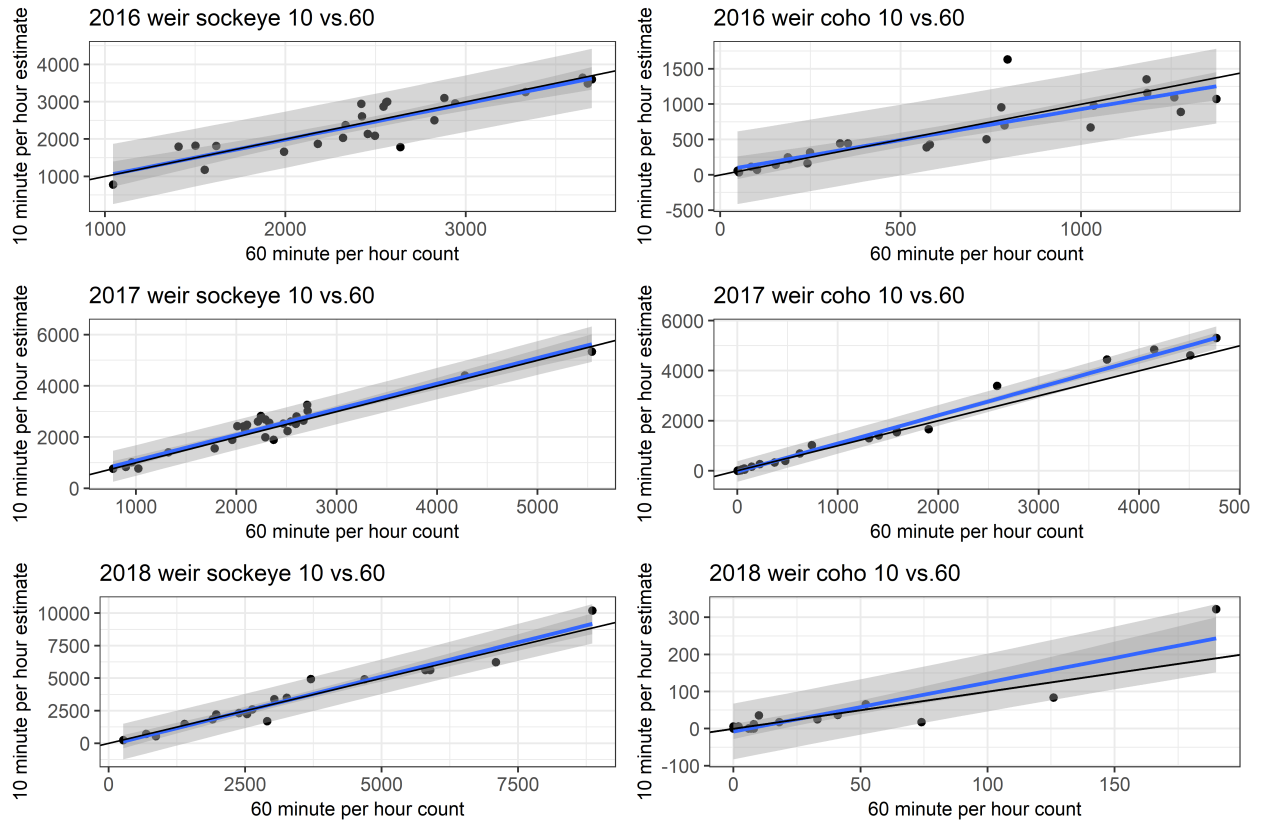 2016 weir sockeye 10 vs.60
10 minute per hour estimate
4000
3000
2000
1000
1000 2000 3000
60 minute per hour count
2016 weir coho 10 vs.60
10 minute per hour estimate
1500
1000
500
0
-500
0 500 1000
60 minute per hour count
2017 weir sockeye 10 vs.60
10 minute per hour estimate
6000
4000
2000
0
1000 2000 3000 4000 5000
60 minute per hour count
2017 weir coho 10 vs.60
10 minute per hour estimate
6000
4000
2000
0
0 1000 2000 3000 4000 500
60 minute per hour count
2018 weir sockeye 10 vs.60
10 minute per hour estimate
10000
7500
5000
2500
0
0 2500 5000 7500
60 minute per hour count
2018 weir coho 10 vs.60
10 minute per hour estimate
300
200
100
0
-100
0 50 100 150
60 minute per hour count